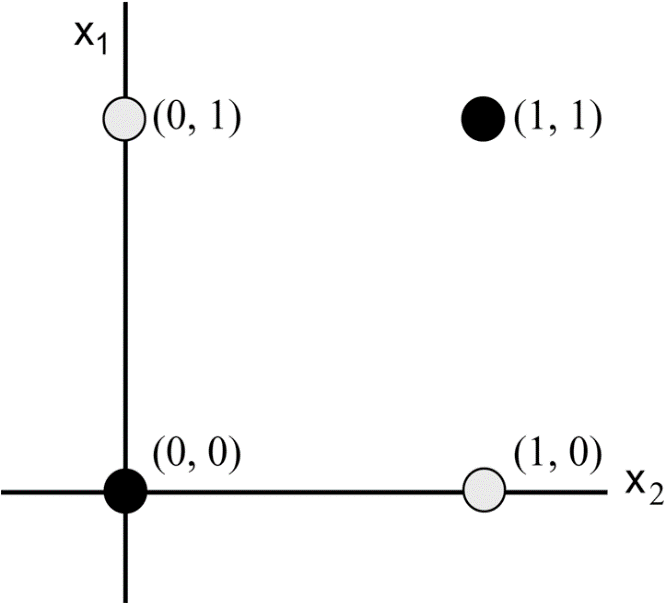 x₁
(0, 1)
(1, 1)
(0, 0)
(1, 0)
x₂